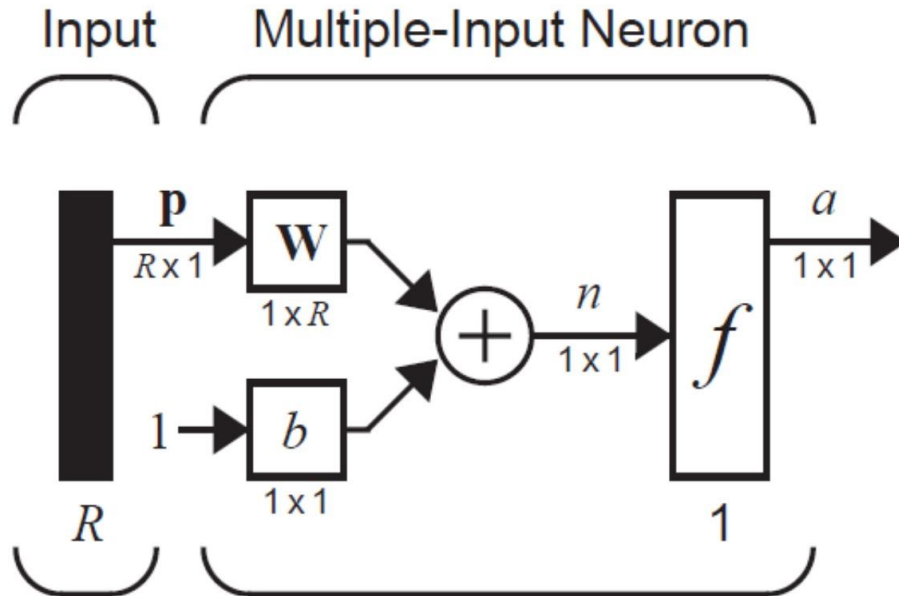 Input Multiple-Input Neuron
p a
W
R x 1 1 x 1
1 x R n
+ f
1 x 1
1 b
1 x 1
R 1